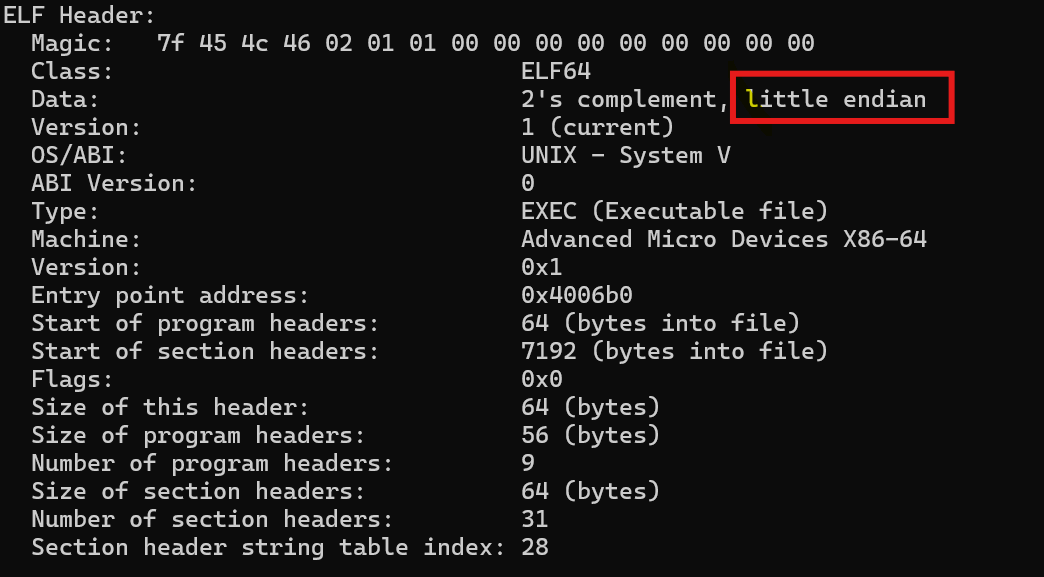 ELF Header:
Magic: 7f 45 4c 46 02 01 01 00 00 00 00 00 00 00 00 00
Class: ELF64
Data: 2's complement, little endian
Version: 1 (current)
OS/ABI: UNIX - System V
ABI Version: 0
Type: EXEC (Executable file)
Machine: Advanced Micro Devices X86-64
Version: 0x1
Entry point address: 0x4006b0
Start of program headers: 64 (bytes into file)
Start of section headers: 7192 (bytes into file)
Flags: 0x0
Size of this header: 64 (bytes)
Size of program headers: 56 (bytes)
Number of program headers: 9
Size of section headers: 64 (bytes)
Number of section headers: 31
Section header string table index: 28